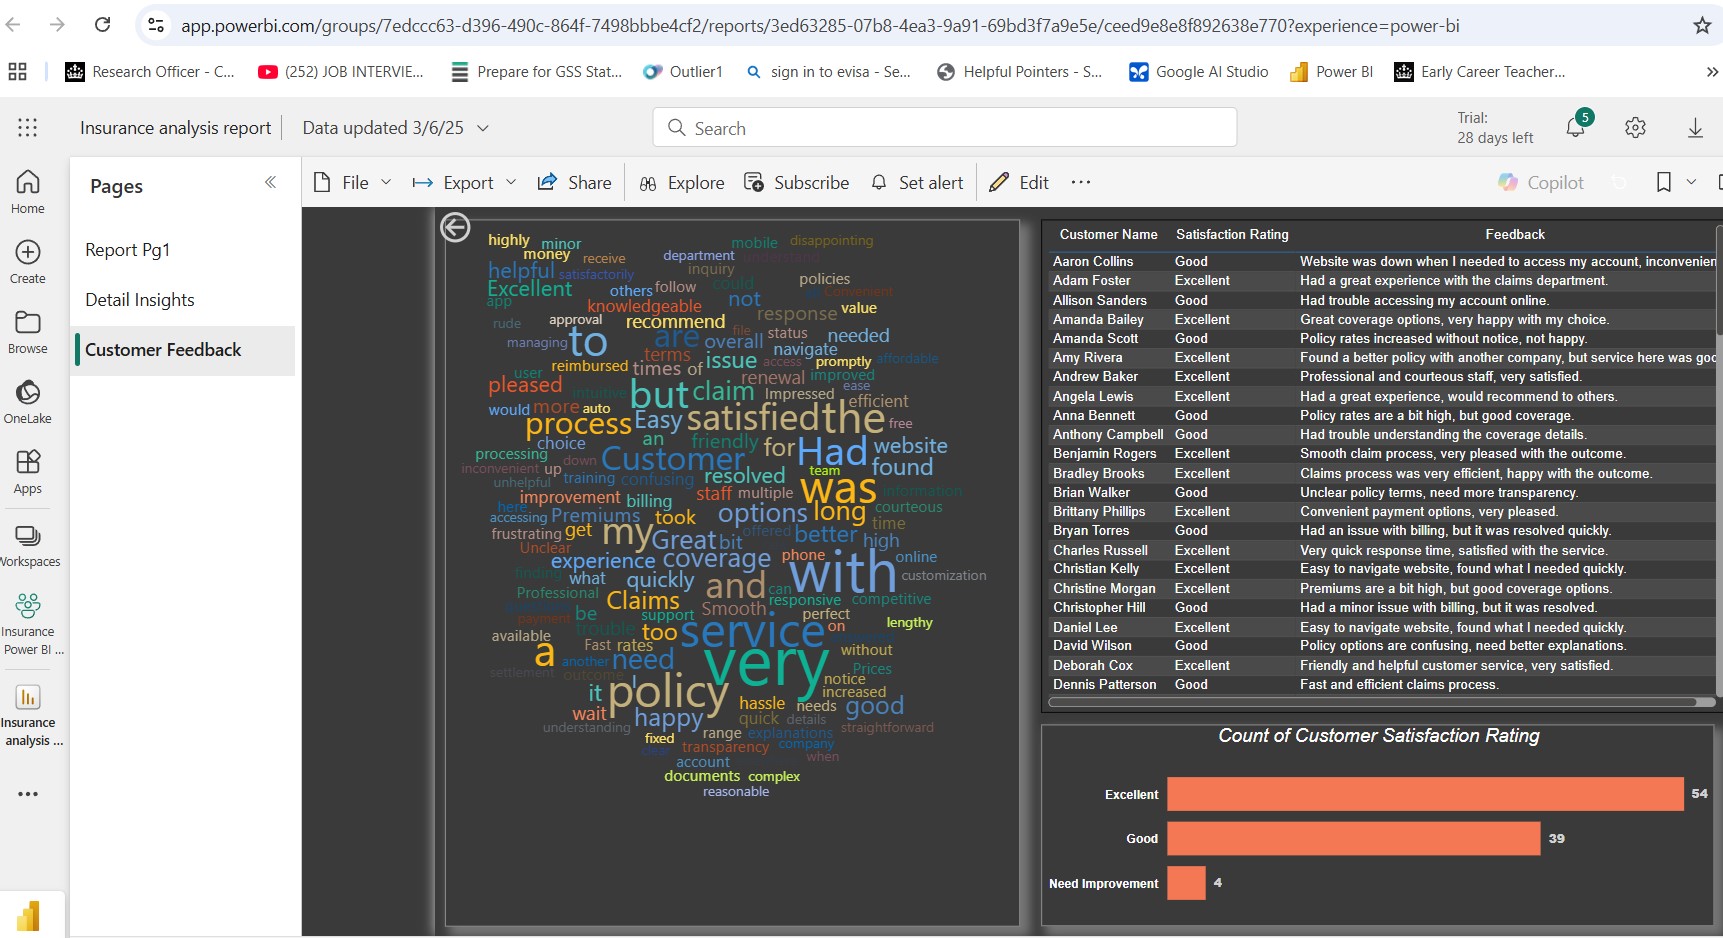 app.powerbi.com/groups/7edccc63-d396-490c-864f-7498bbbe4cf2/reports/3ed63285-07b8-4ea3-9a91-69bd3f7a9e5e/ceed9e8e8f892638e770?experience=power-bi
Research Officer - C... (252) JOB INTERVIE... Prepare for GSS Stat... Outlier1 sign in to evisa - Se... Helpful Pointers - S... Google AI Studio Power BI Early Career Teacher...
Insurance analysis report Data updated 3/6/25 Search Trial: 28 days left 5
Home
Create
Browse
OneLake
Apps
Workspaces
Insurance
Power BI ...
Insurance
analysis ...
Pages
Report Pg1
Detail Insights
Customer Feedback
File Export Share Explore Subscribe Set alert Edit Copilot
highly minor mobile disappointing
money receive department understand
helpful satisfactorily inquiry
Excellent others follow could policies
app knowledgeable not Convenient
rude approval recommend response value
managing to are file overall status needed
terms issue navigate
user reimbursed times of access promptly affordable
pleased intuitive renewal improved
but claim Impressed ease
would more auto efficient
process Easy satisfied the free
choice an friendly for Had website
processing Customer
inconvenient up down resolved team found
unhelpful training confusing was
improvement billing staff multiple information
here courteous
accessing Premiums took options long time
frustrating get my Great bit offered better high
Unclear
experience coverage phone online
finding what quickly with customization
Professional and can
Claims Smooth responsive competitive
payment be support perfect
trouble too service on lengthy
available Fast rates without
a another need very Prices
settlement outcome I notice
it policy increased
wait happy hassle needs good
understanding quick details straightforward
fixed range explanations
transparency company
account when
documents complex
reasonable
Customer Name Satisfaction Rating Feedback
Aaron Collins Good Website was down when I needed to access my account, inconvenien
Adam Foster Excellent Had a great experience with the claims department.
Allison Sanders Good Had trouble accessing my account online.
Amanda Bailey Excellent Great coverage options, very happy with my choice.
Amanda Scott Good Policy rates increased without notice, not happy.
Amy Rivera Excellent Found a better policy with another company, but service here was goo
Andrew Baker Excellent Professional and courteous staff, very satisfied.
Angela Lewis Excellent Had a great experience, would recommend to others.
Anna Bennett Good Policy rates are a bit high, but good coverage.
Anthony Campbell Good Had trouble understanding the coverage details.
Benjamin Rogers Excellent Smooth claim process, very pleased with the outcome.
Bradley Brooks Excellent Claims process was very efficient, happy with the outcome.
Brian Walker Good Unclear policy terms, need more transparency.
Brittany Phillips Excellent Convenient payment options, very pleased.
Bryan Torres Good Had an issue with billing, but it was resolved quickly.
Charles Russell Excellent Very quick response time, satisfied with the service.
Christian Kelly Excellent Easy to navigate website, found what I needed quickly.
Christine Morgan Excellent Premiums are a bit high, but good coverage options.
Christopher Hill Good Had a minor issue with billing, but it was resolved.
Daniel Lee Excellent Easy to navigate website, found what I needed quickly.
David Wilson Good Policy options are confusing, need better explanations.
Deborah Cox Excellent Friendly and helpful customer service, very satisfied.
Dennis Patterson Good Fast and efficient claims process.
Count of Customer Satisfaction Rating
Excellent 54
Good 39
Need Improvement 4